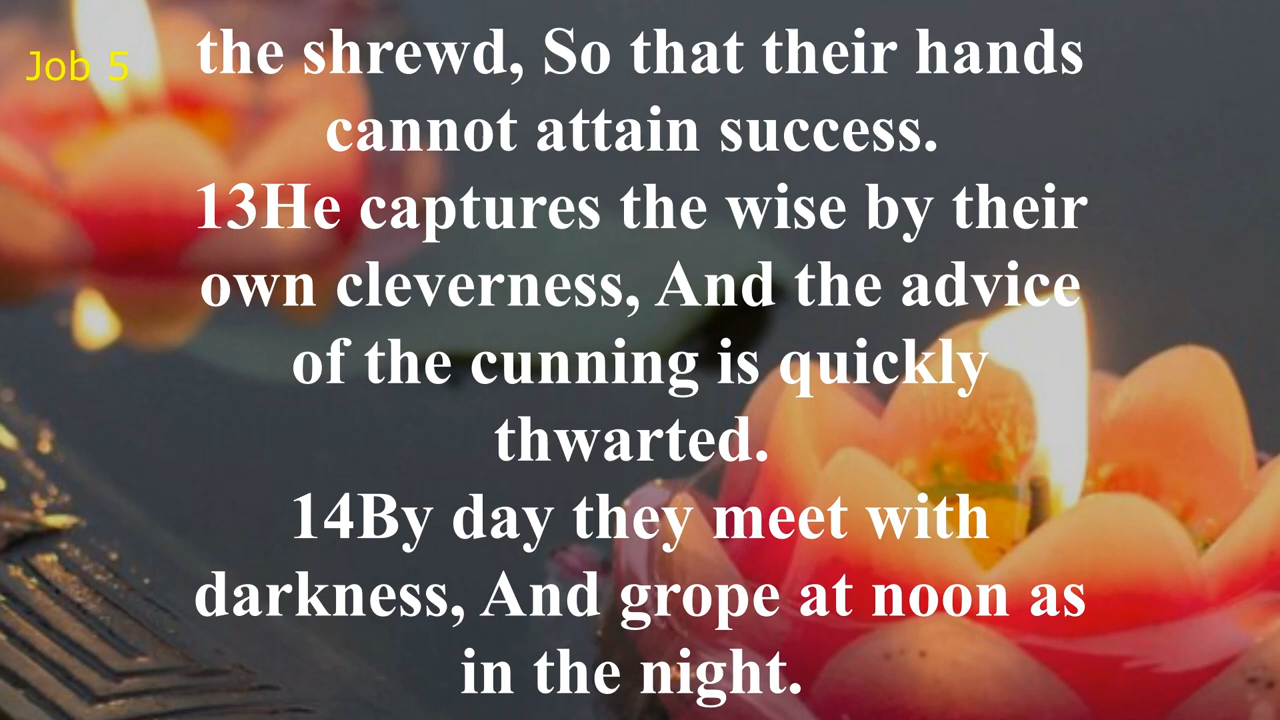 Job 5
the shrewd, So that their hands
cannot attain success.
13He captures the wise by their
own cleverness, And the advice
of the cunning is quickly
thwarted.
14By day they meet with
darkness, And grope at noon as
in the night.